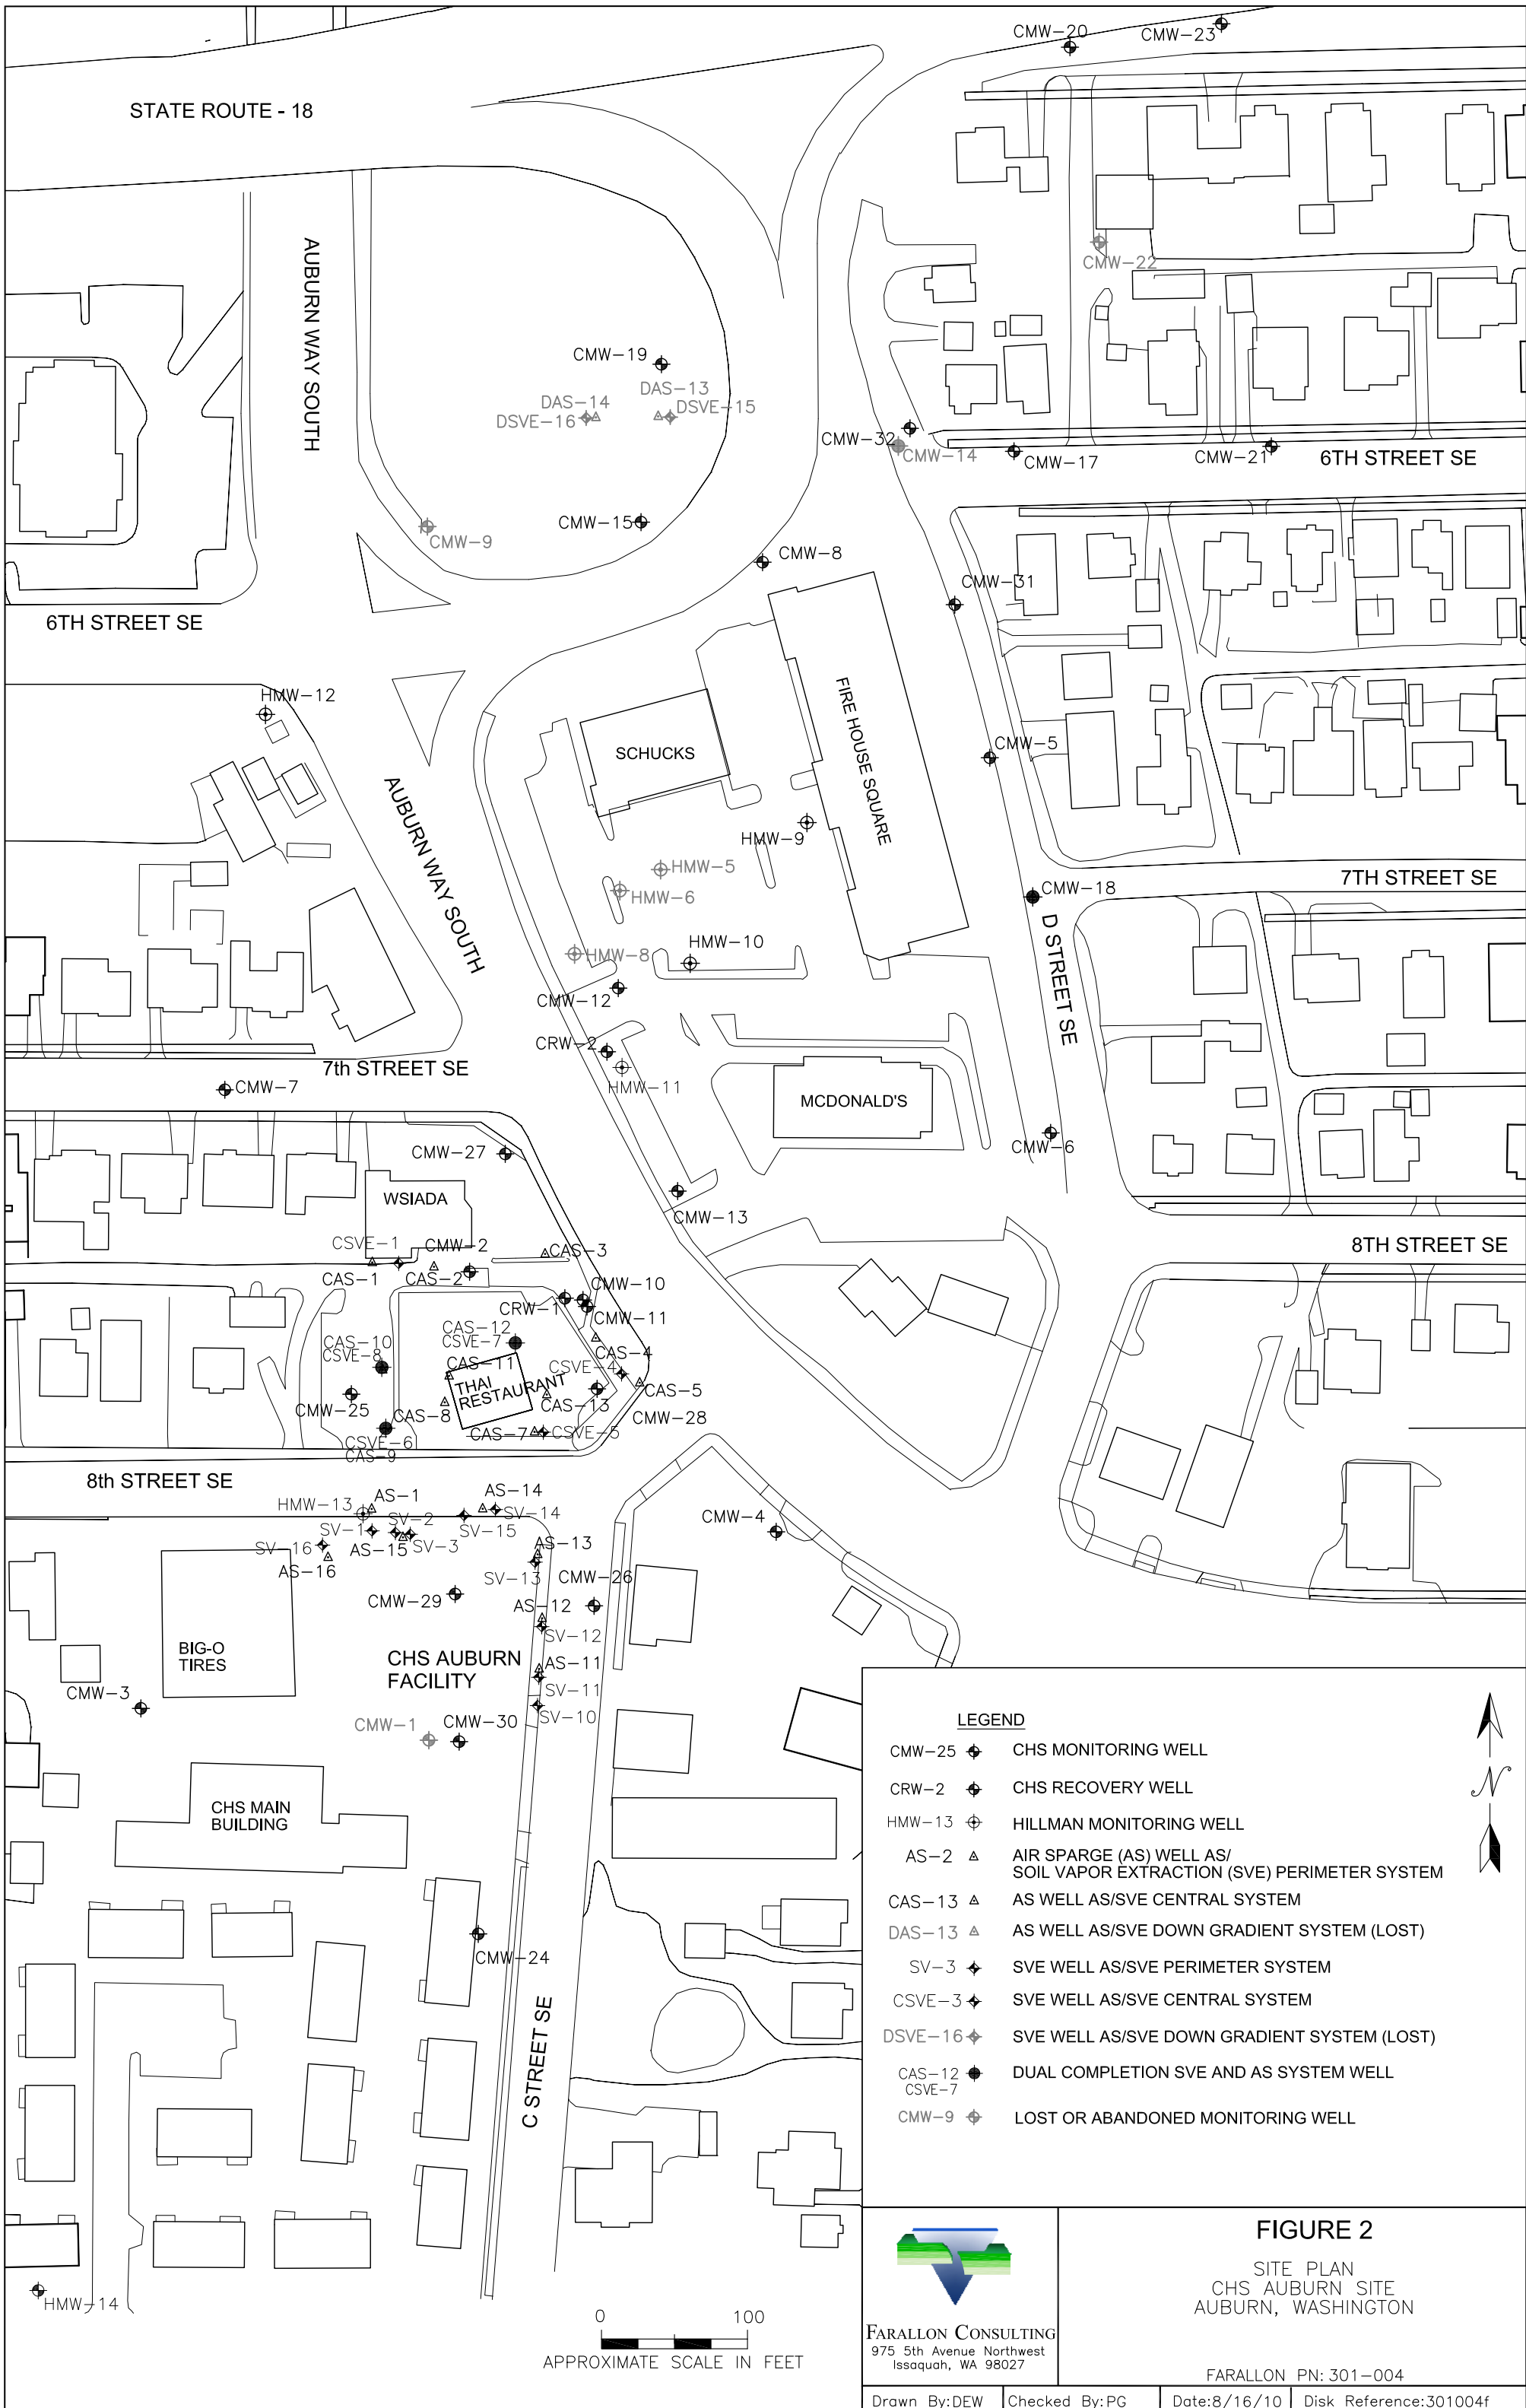 CMW-20
CMW-23
STATE ROUTE - 18
AUBURN WAY SOUTH
CMW-22
CMW-19
DAS-13
DAS-14
DSVE-15
DSVE-16
CMW-32
CMW-14
CMW-17
CMW-21
6TH STREET SE
CMW-15
CMW-9
CMW-8
CMW-31
6TH STREET SE
HMW-12
FIRE HOUSE SQUARE
SCHUCKS
CMW-5
AUBURN WAY SOUTH
HMW-9
HMW-5
HMW-6
7TH STREET SE
CMW-18
D STREET SE
HMW-10
HMW-8
CMW-12
CRW-2
7th STREET SE
HMW-11
CMW-7
MCDONALD'S
CMW-6
CMW-27
WSIADA
CMW-13
CSVE-1
CMW-2
CAS-3
8TH STREET SE
CAS-1
CAS-2
CMW-10
CRW-1
CMW-11
CAS-12
CSVE-7
CAS-10
CSVE-8
CAS-4
CAS-11
CSVE-4
THAI
RESTAURANT
CAS-5
CMW-25
CAS-13
CAS-8
CMW-28
CAS-7
CSVE-5
CSVE-6
CAS-9
8th STREET SE
AS-1
AS-14
HMW-13
SV-14
SV-1
SV-2
SV-15
CMW-4
SV-16
AS-15
SV-3
AS-13
AS-16
SV-13
CMW-26
CMW-29
AS-12
SV-12
BIG-O
TIRES
CHS AUBURN
FACILITY
AS-11
CMW-3
SV-11
SV-10
CMW-1
CMW-30
CHS MAIN
BUILDING
CMW-24
C STREET SE
HMW-14
LEGEND
CMW-25 CHS MONITORING WELL
CRW-2 CHS RECOVERY WELL
HMW-13 HILLMAN MONITORING WELL
AS-2 AIR SPARGE (AS) WELL AS/
SOIL VAPOR EXTRACTION (SVE) PERIMETER SYSTEM
CAS-13 AS WELL AS/SVE CENTRAL SYSTEM
DAS-13 AS WELL AS/SVE DOWN GRADIENT SYSTEM (LOST)
SV-3 SVE WELL AS/SVE PERIMETER SYSTEM
CSVE-3 SVE WELL AS/SVE CENTRAL SYSTEM
DSVE-16 SVE WELL AS/SVE DOWN GRADIENT SYSTEM (LOST)
CAS-12 DUAL COMPLETION SVE AND AS SYSTEM WELL
CSVE-7
CMW-9 LOST OR ABANDONED MONITORING WELL
N
0 100
APPROXIMATE SCALE IN FEET
FARALLON CONSULTING
975 5th Avenue Northwest
Issaquah, WA 98027
FIGURE 2
SITE PLAN
CHS AUBURN SITE
AUBURN, WASHINGTON
FARALLON PN: 301-004
Drawn By:DEW Checked By:PG Date:8/16/10 Disk Reference:301004f